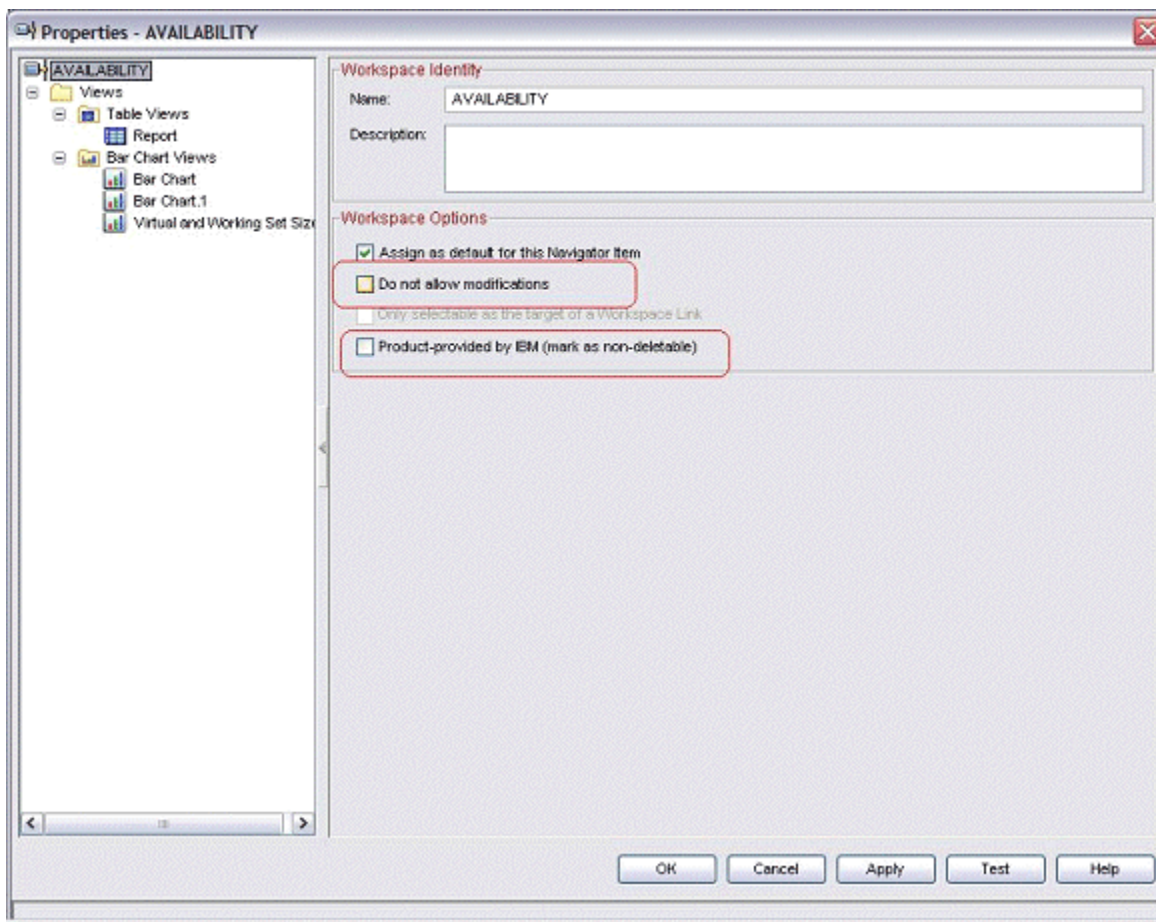 Properties - AVAILABILITY
AVAILABILITY
Views
Table Views
Report
Bar Chart Views
Bar Chart
Bar Chart.1
Virtual and Working Set Size
Workspace Identity
Name: AVAILABILITY
Description:
Workspace Options
Assign as default for this Navigator Item
Do not allow modifications
Only selectable as the target of a Workspace Link
Product-provided by IBM (mark as non-deletable)
OK Cancel Apply Test Help